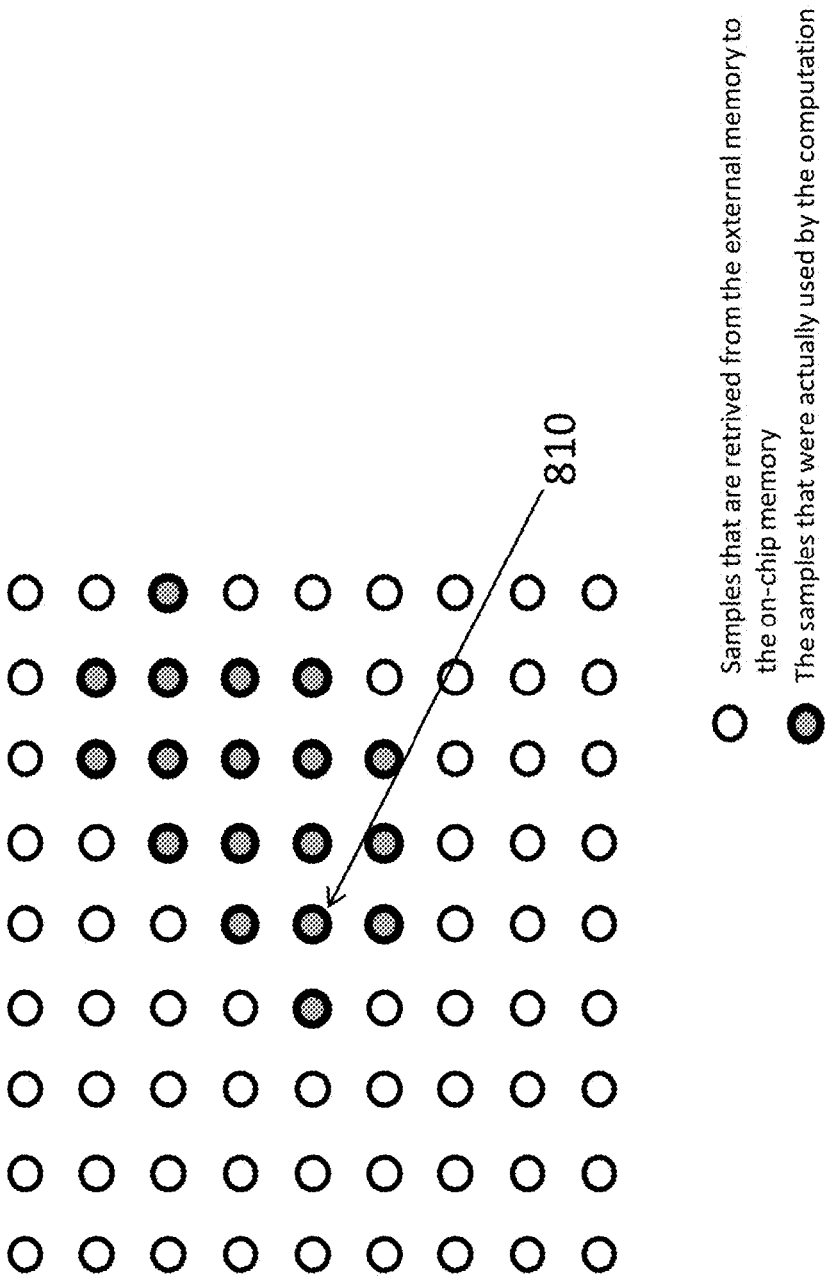 810
Samples that are retrived from the external memory to
the on-chip memory
The samples that were actually used by the computation